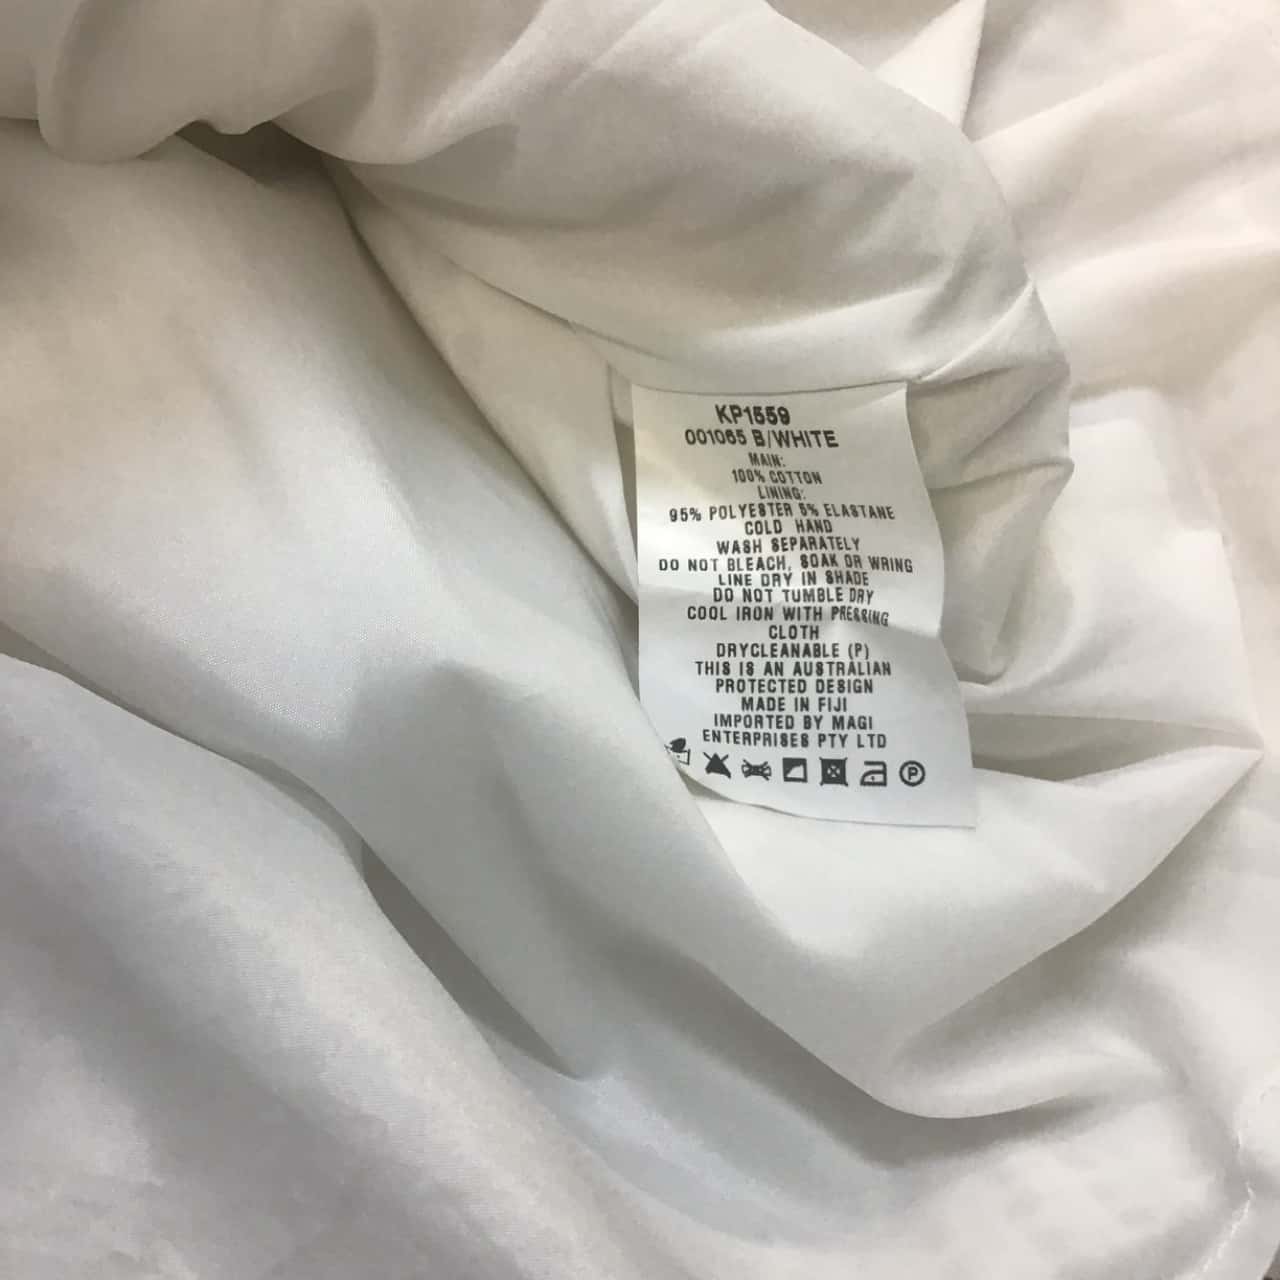 KP1559
001065 B/WHITE
MAIN:
100% COTTON
LINING:
95% POLYESTER 5% ELASTANE
COLD HAND
WASH SEPARATELY
DO NOT BLEACH, SOAK OR WRING
LINE DRY IN SHADE
DO NOT TUMBLE DRY
COOL IRON WITH PRESSING
CLOTH
DRYCLEANABLE (P)
THIS IS AN AUSTRALIAN
PROTECTED DESIGN
MADE IN FIJI
IMPORTED BY MAGI
ENTERPRISES PTY LTD
P